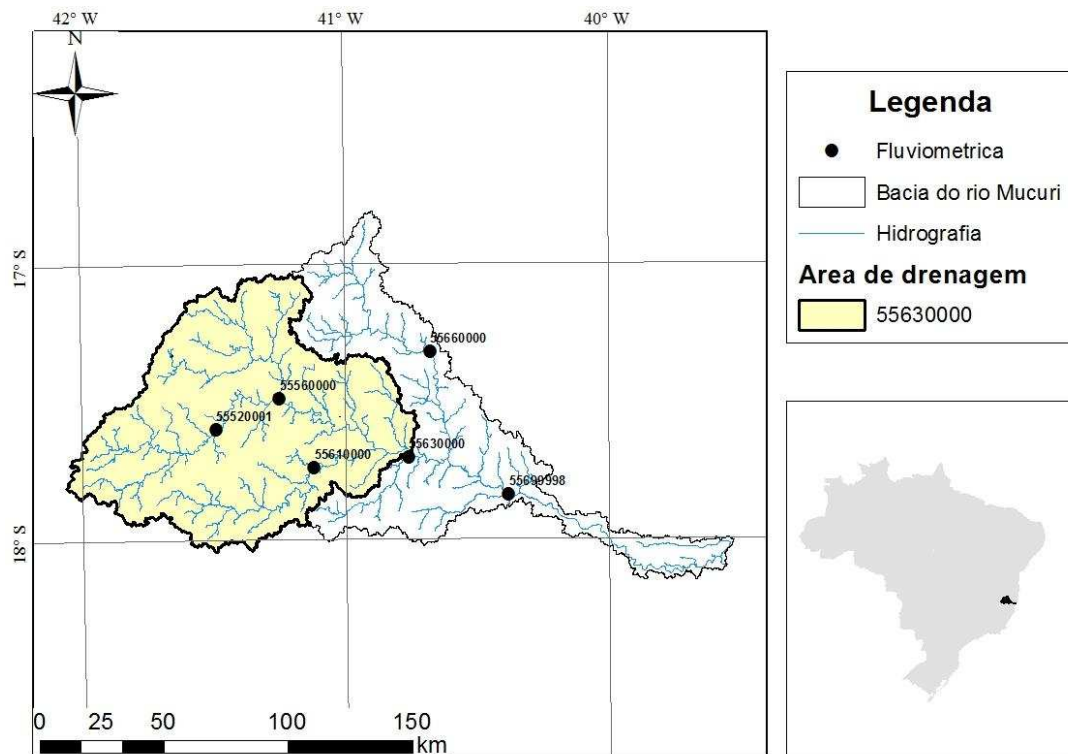 42° W
41° W
40° W
N
17° S
18° S
55660000
55560000
55520001
55630000
55610000
55699998
0 25 50 100 150
km
Legenda
Fluviometrica
Bacia do rio Mucuri
Hidrografia
Area de drenagem
55630000